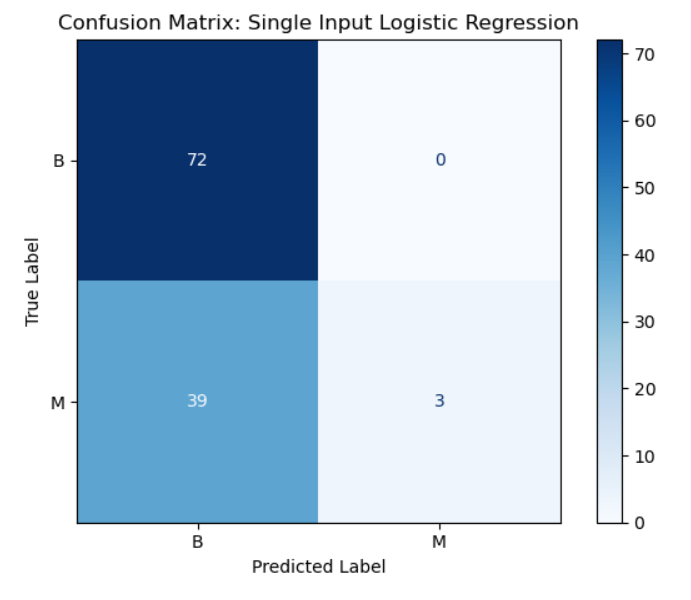 Confusion Matrix: Single Input Logistic Regression
B
72
0
M
39
3
B
M
True Label
Predicted Label
70
60
50
40
30
20
10
0